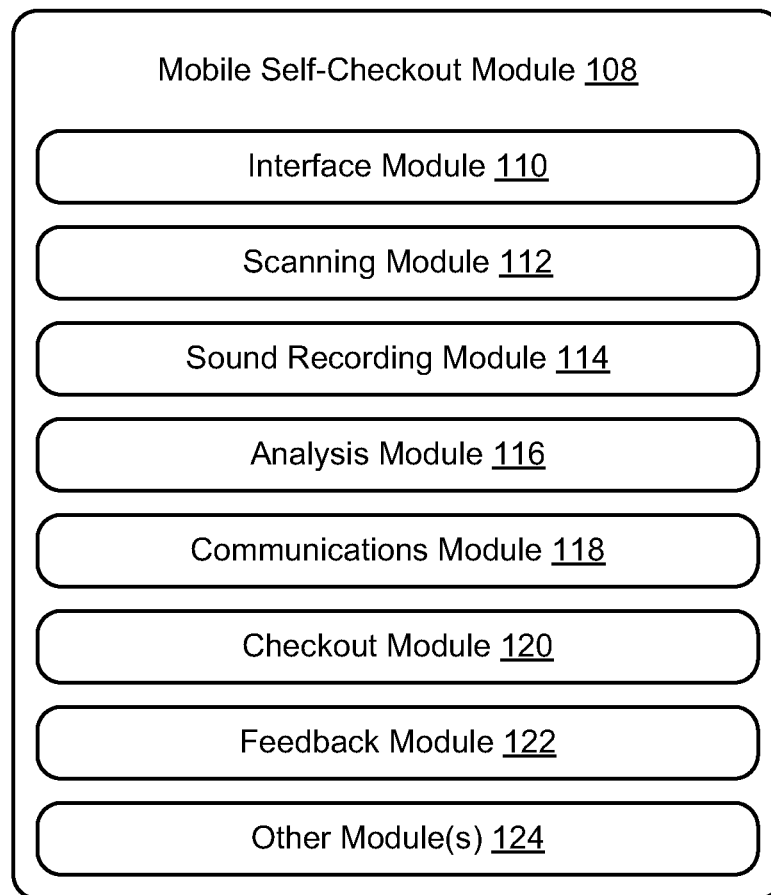 Mobile Self-Checkout Module 108
Interface Module 110
Scanning Module 112
Sound Recording Module 114
Analysis Module 116
Communications Module 118
Checkout Module 120
Feedback Module 122
Other Module(s) 124